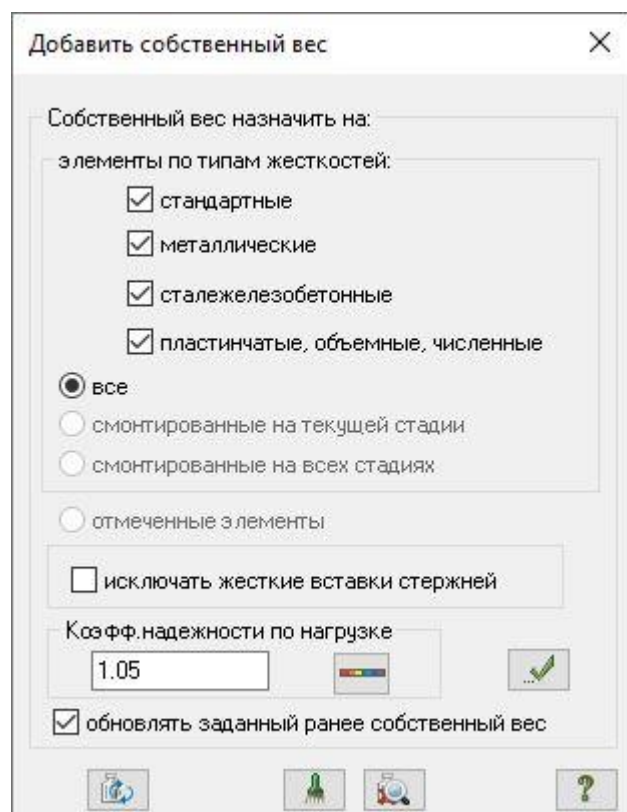 Добавить собственный вес
Собственный вес назначить на:
элементы по типам жесткостей:
стандартные
металлические
сталежелезобетонные
пластинчатые, объемные, численные
все
смонтированные на текущей стадии
смонтированные на всех стадиях
отмеченные элементы
исключать жесткие вставки стержней
Коэфф.надежности по нагрузке
1.05
обновлять заданный ранее собственный вес
?